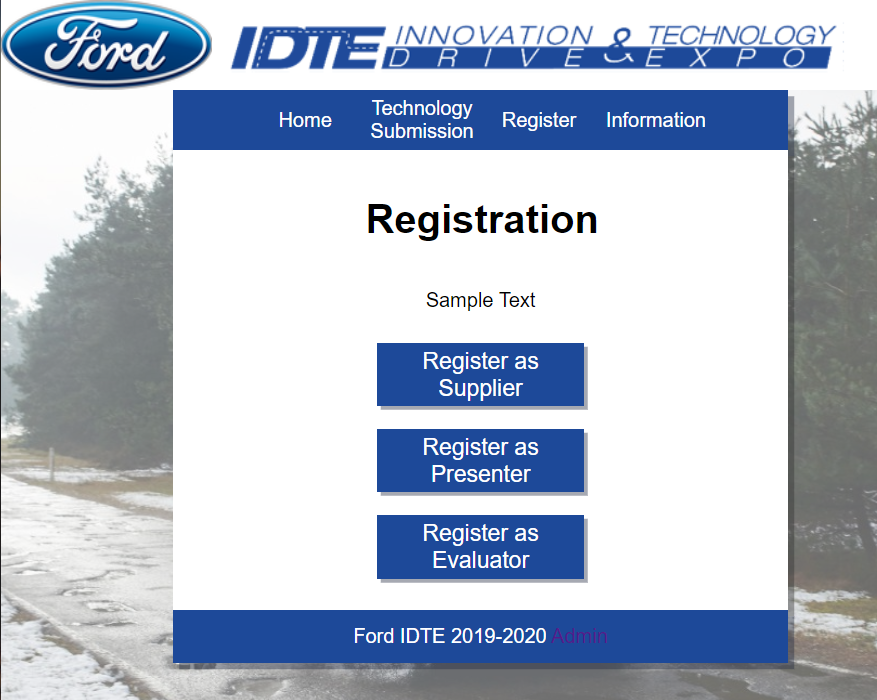 Ford
IDTE INNOVATION & TECHNOLOGY
DRIVE & EXPO
Home
Technology
Submission
Register
Information
Registration
Sample Text
Register as
Supplier
Register as
Presenter
Register as
Evaluator
Ford IDTE 2019-2020 Admin